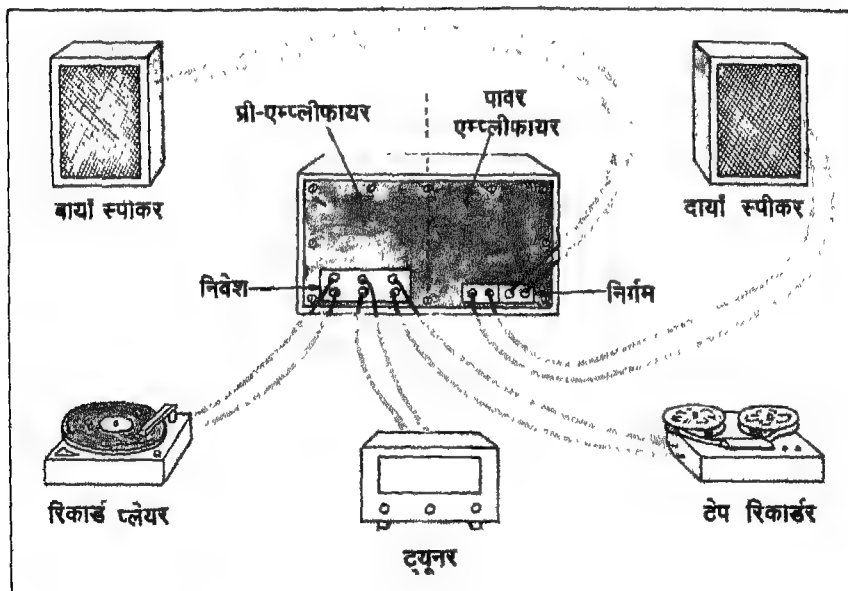 प्री-एम्प्लीफायर
पावर
एम्प्लीफायर
बायाँ स्पीकर
दायाँ स्पीकर
निवेश
निर्गम
रिकार्ड प्लेयर
ट्यूनर
टेप रिकार्डर